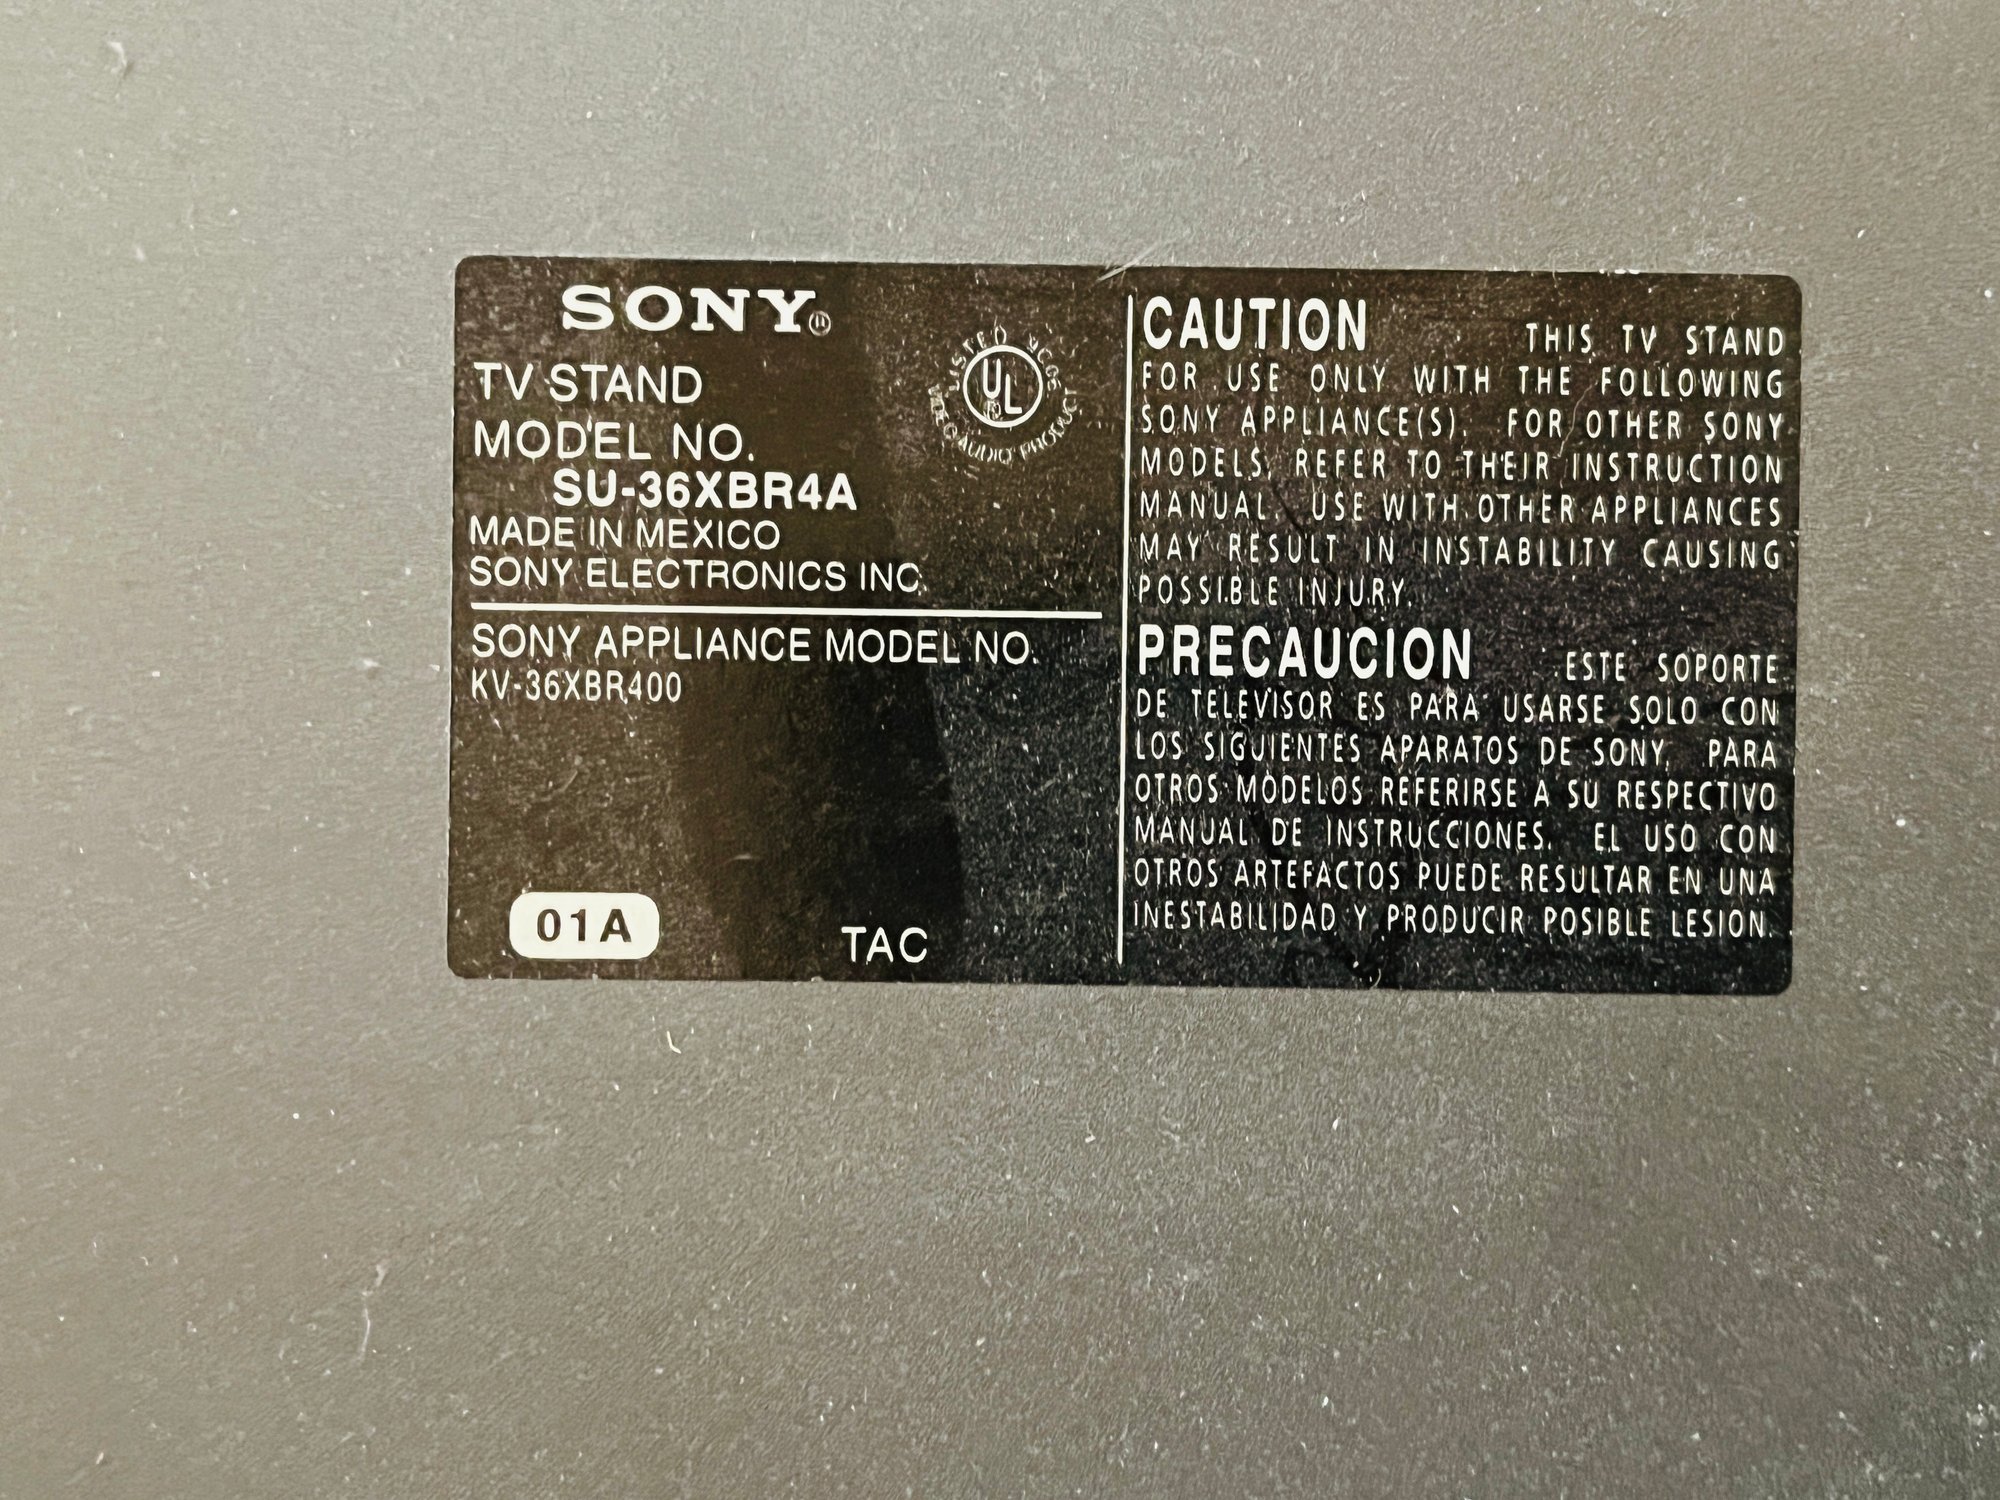 SONY®
TV STAND
MODEL NO.
SU-36XBR4A
MADE IN MEXICO
SONY ELECTRONICS INC.
LISTED
UL
®
AUDIO PRODUCT
SONY APPLIANCE MODEL NO.
KV-36XBR400
01A
TAC
CAUTION THIS TV STAND
FOR USE ONLY WITH THE FOLLOWING
SONY APPLIANCE(S). FOR OTHER SONY
MODELS, REFER TO THEIR INSTRUCTION
MANUAL. USE WITH OTHER APPLIANCES
MAY RESULT IN INSTABILITY CAUSING
POSSIBLE INJURY.
PRECAUCION ESTE SOPORTE
DE TELEVISOR ES PARA USARSE SOLO CON
LOS SIGUIENTES APARATOS DE SONY. PARA
OTROS MODELOS REFERIRSE A SU RESPECTIVO
MANUAL DE INSTRUCCIONES. EL USO CON
OTROS ARTEFACTOS PUEDE RESULTAR EN UNA
INESTABILIDAD Y PRODUCIR POSIBLE LESION.